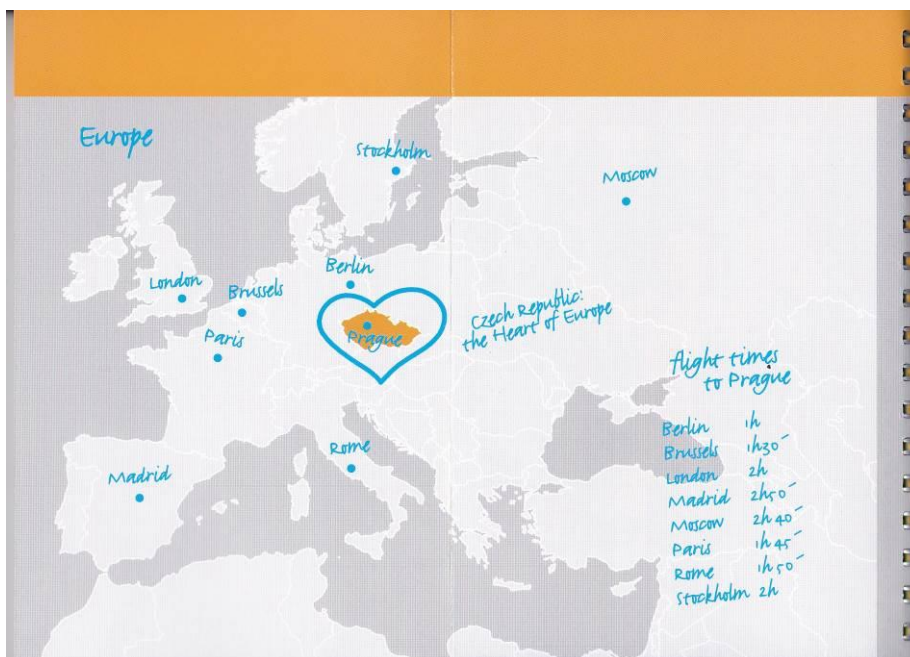 Europe
Stockholm
Moscow
Berlin
London
Brussels
Czech Republic:
the Heart of Europe
Paris
Prague
flight times
to Prague
Rome
Madrid
Berlin 1h
Brussels 1h30´
London 2h
Madrid 2h50´
Moscow 2h40´
Paris 1h45´
Rome 1h50´
Stockholm 2h